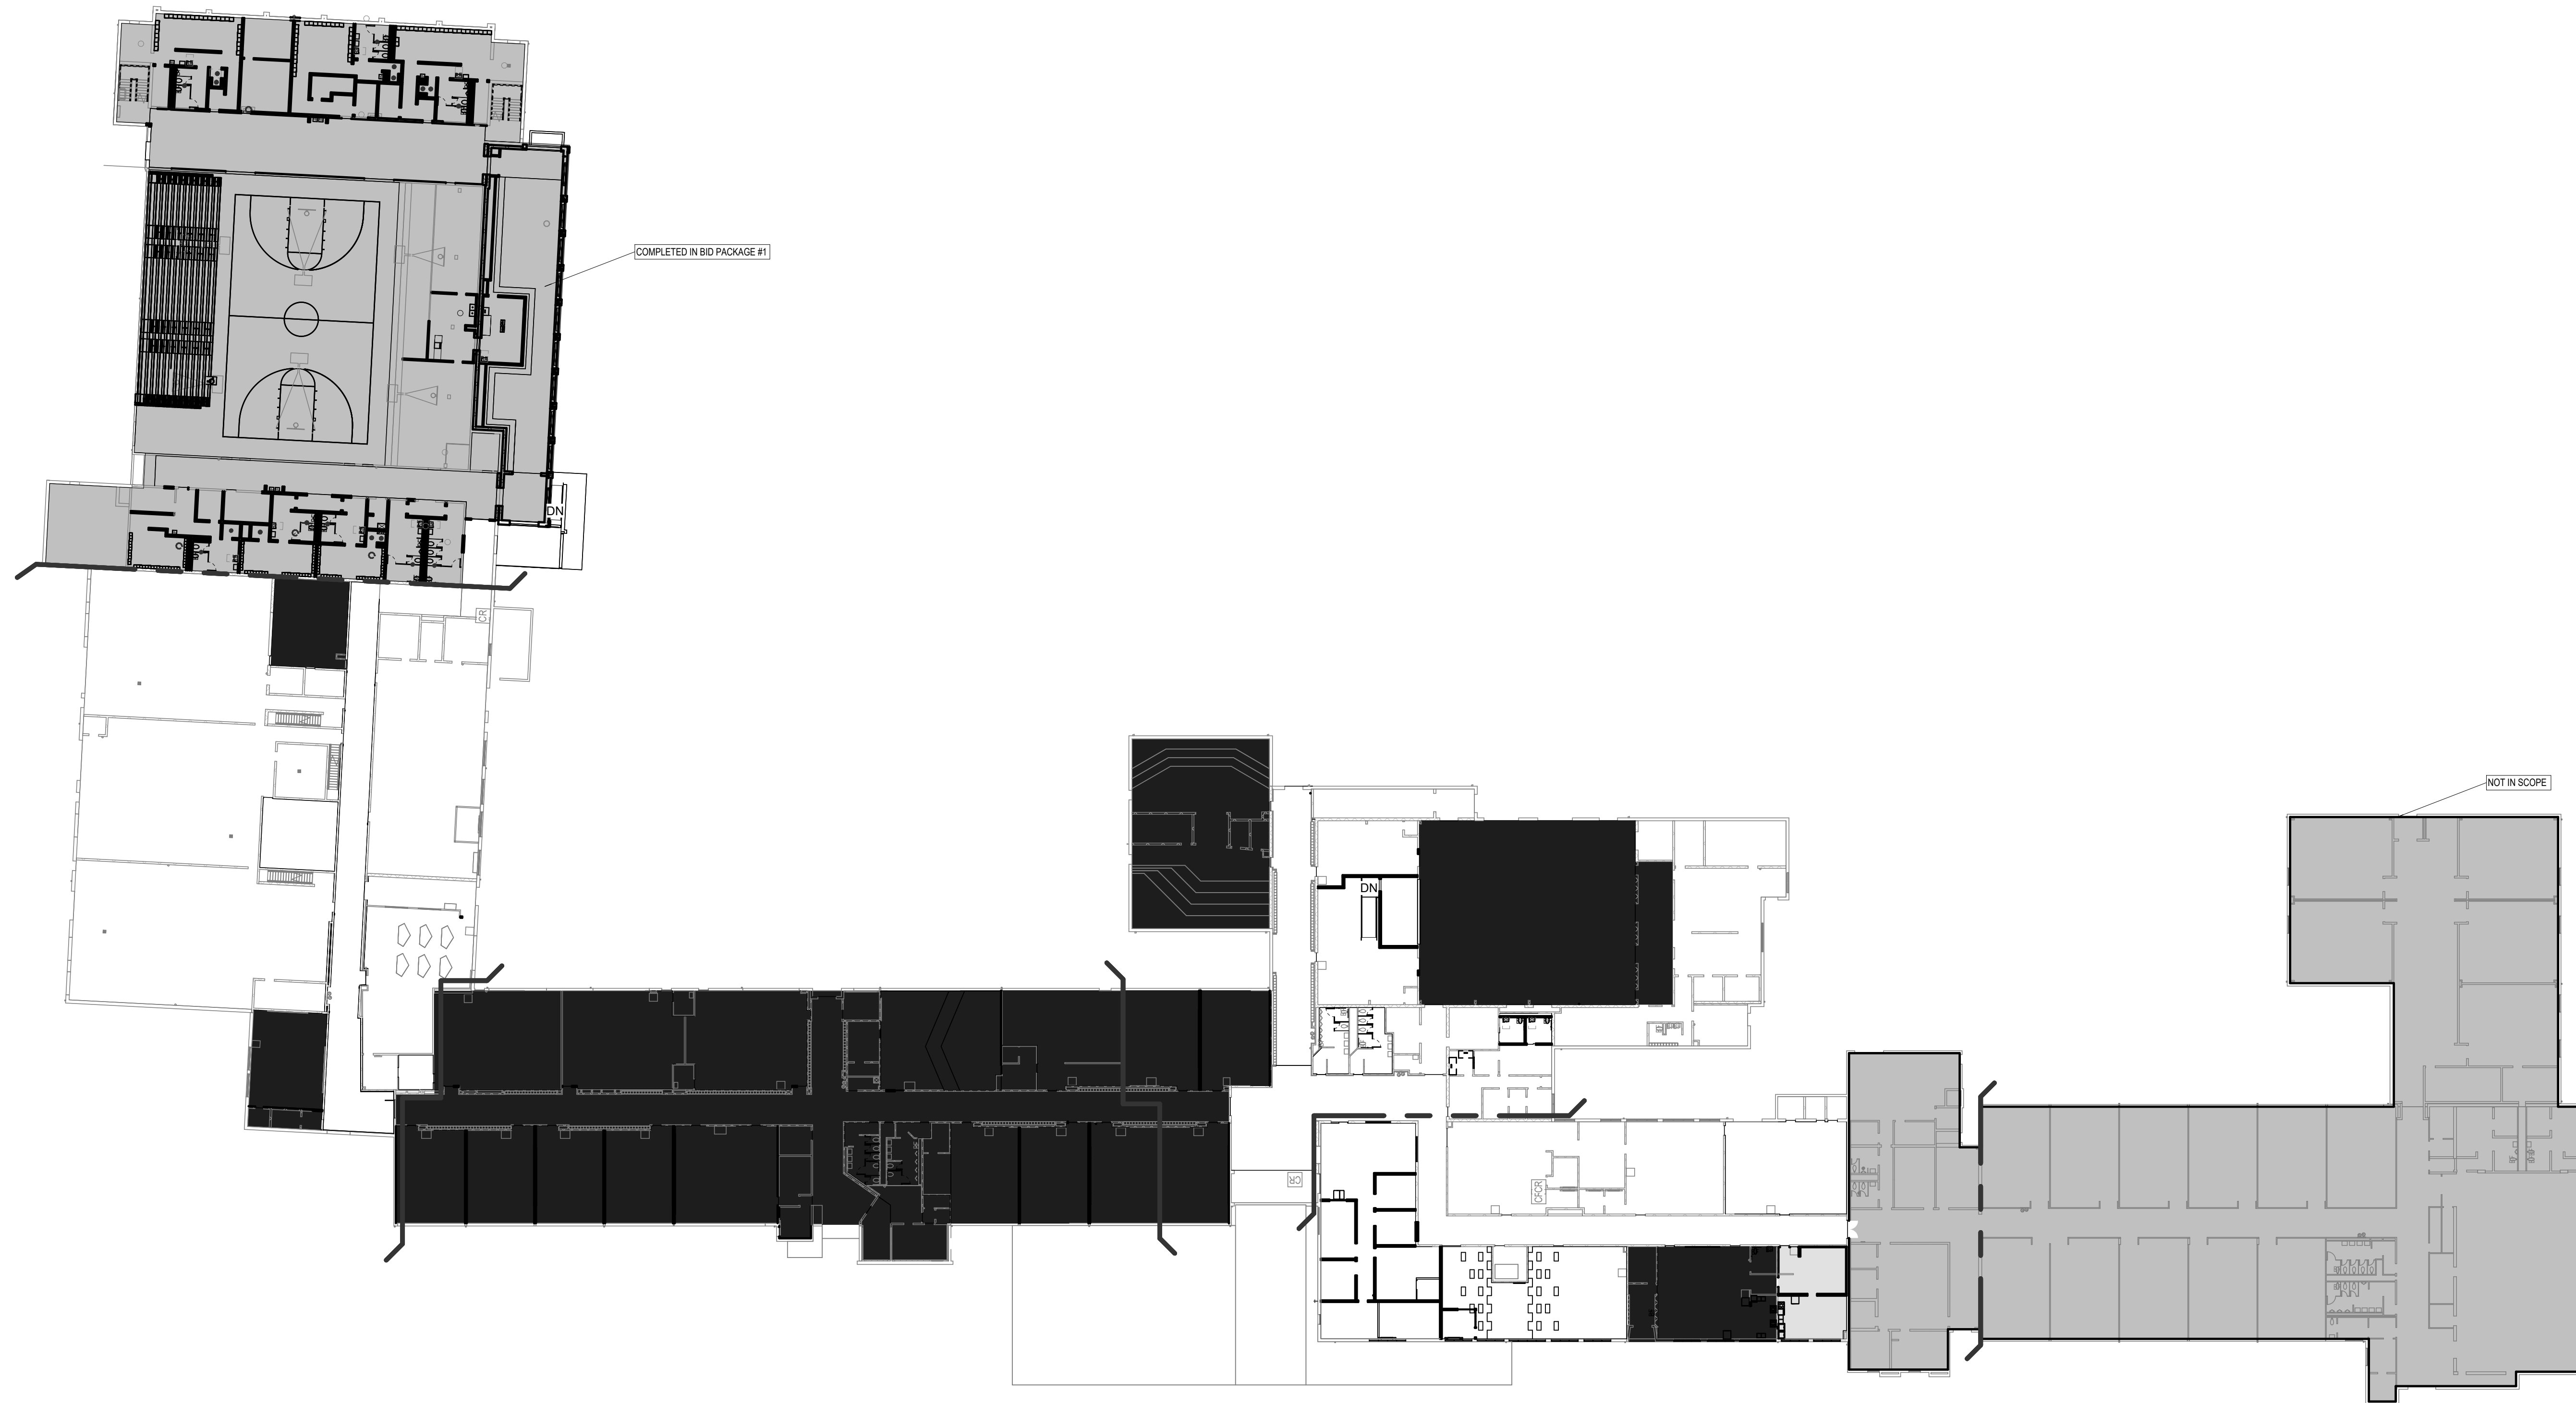 COMPLETED IN BID PACKAGE #1
DN
CR
NOT IN SCOPE
DN
CR
CFCR